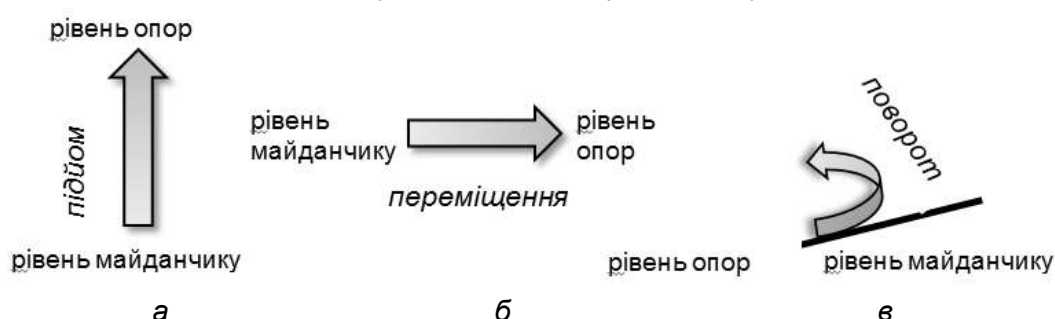 рівень опор
підйом
рівень майданчику
а
рівень
майданчику
переміщення
рівень
опор
б
поворот
рівень опор
рівень майданчику
в